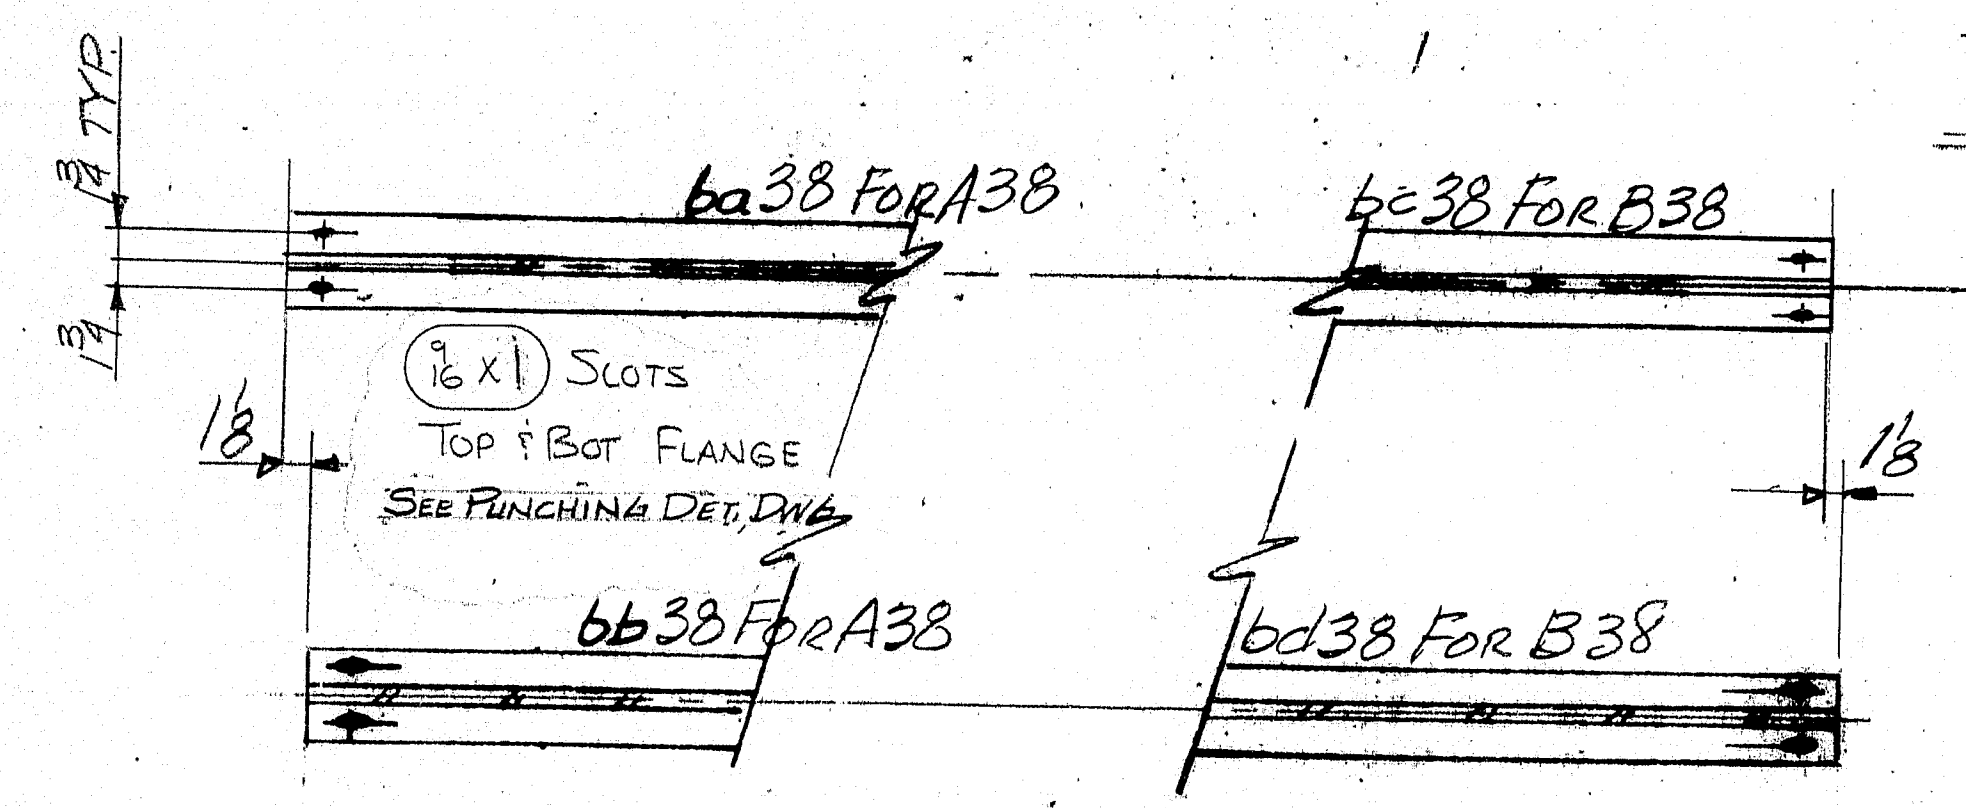 1 3/4 TYP.
ba38 FOR A38
bc38 FOR B38
1 3/4
9/16 X 1 SLOTS
TOP & BOT FLANGE
SEE PUNCHING DET. DWG
1 1/8
1 1/8
bb38 FOR A38
bd38 FOR B38